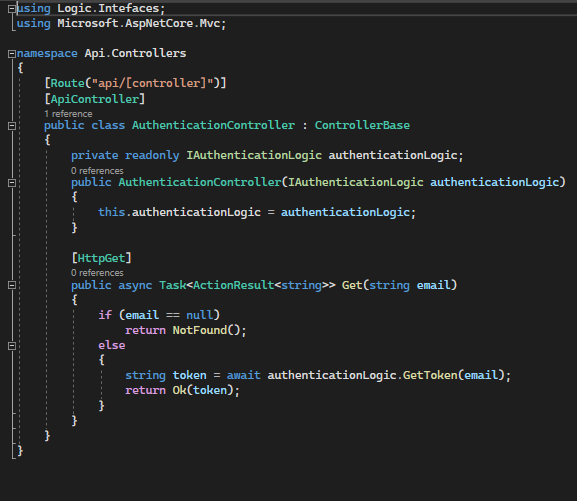 using Logic.Intefaces;
using Microsoft.AspNetCore.Mvc;
namespace Api.Controllers
{
[Route("api/[controller]")]
[ApiController]
1 reference
public class AuthenticationController : ControllerBase
{
private readonly IAuthenticationLogic authenticationLogic;
0 references
public AuthenticationController(IAuthenticationLogic authenticationLogic)
{
this.authenticationLogic = authenticationLogic;
}
[HttpGet]
0 references
public async Task<ActionResult<string>> Get(string email)
{
if (email == null)
return NotFound();
else
{
string token = await authenticationLogic.GetToken(email);
return Ok(token);
}
}
}
}